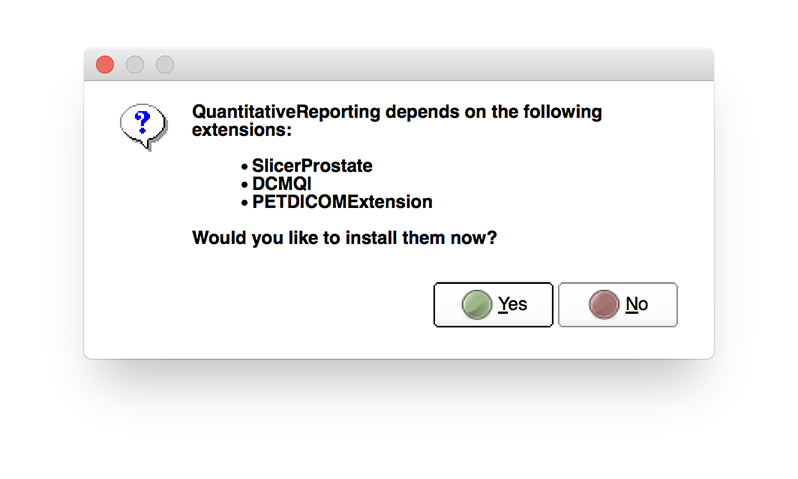 QuantitativeReporting depends on the following
extensions:
• SlicerProstate
• DCMQI
• PETDICOMExtension
Would you like to install them now?
Yes No